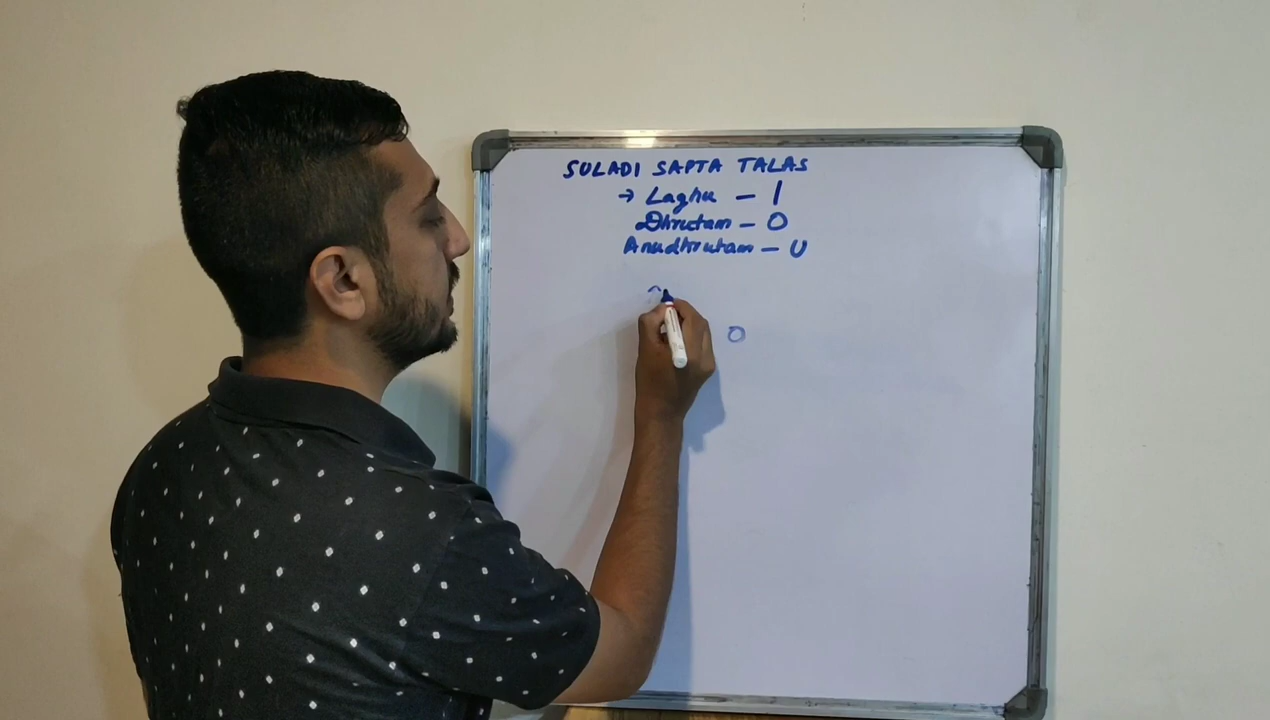 SULADI SAPTA TALAS
→ Laghu – |
Dhrutam – O
Anudhrutam – U
O